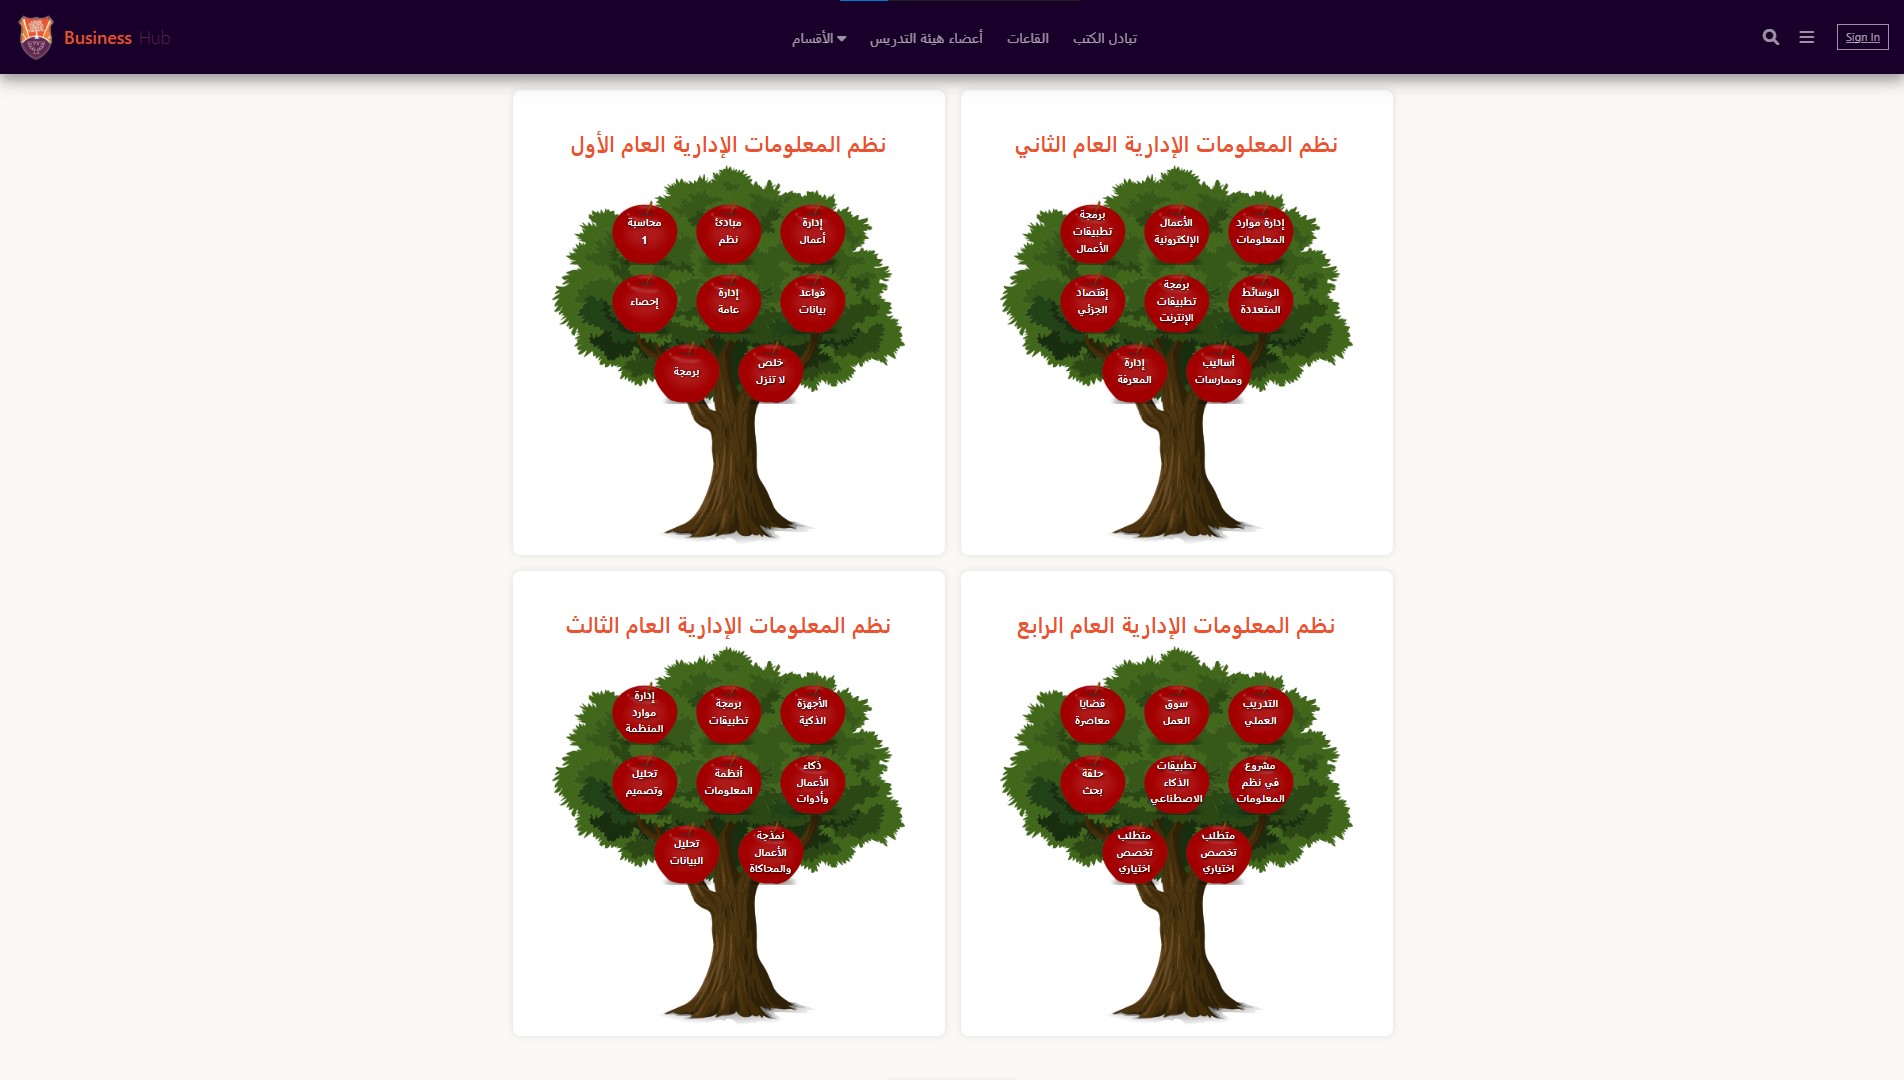 Business Hub
الأقسام
أعضاء هيئة التدريس
القاعات
تبادل الكتب
Sign In
نظم المعلومات الإدارية العام الأول
محاسبة
1
مبادئ
نظم
إدارة
أعمال
إحصاء
إدارة
عامة
قواعد
بيانات
برمجة
خلص
لا تنزل
نظم المعلومات الإدارية العام الثاني
برمجة
تطبيقات
الأعمال
الأعمال
الإلكترونية
إدارة موارد
المعلومات
إقتصاد
الجزئي
برمجة
تطبيقات
الإنترنت
الوسائط
المتعددة
إدارة
المعرفة
أساليب
وممارسات
نظم المعلومات الإدارية العام الثالث
إدارة
موارد
المنظمة
برمجة
تطبيقات
الأجهزة
الذكية
تحليل
وتصميم
أنظمة
المعلومات
ذكاء
الأعمال
وأدوات
تحليل
البيانات
نمذجة
الأعمال
والمحاكاة
نظم المعلومات الإدارية العام الرابع
قضايا
معاصرة
سوق
العمل
التدريب
العملي
حلقة
بحث
تطبيقات
الذكاء
الاصطناعي
مشروع
في نظم
المعلومات
متطلب
تخصص
اختياري
متطلب
تخصص
اختياري